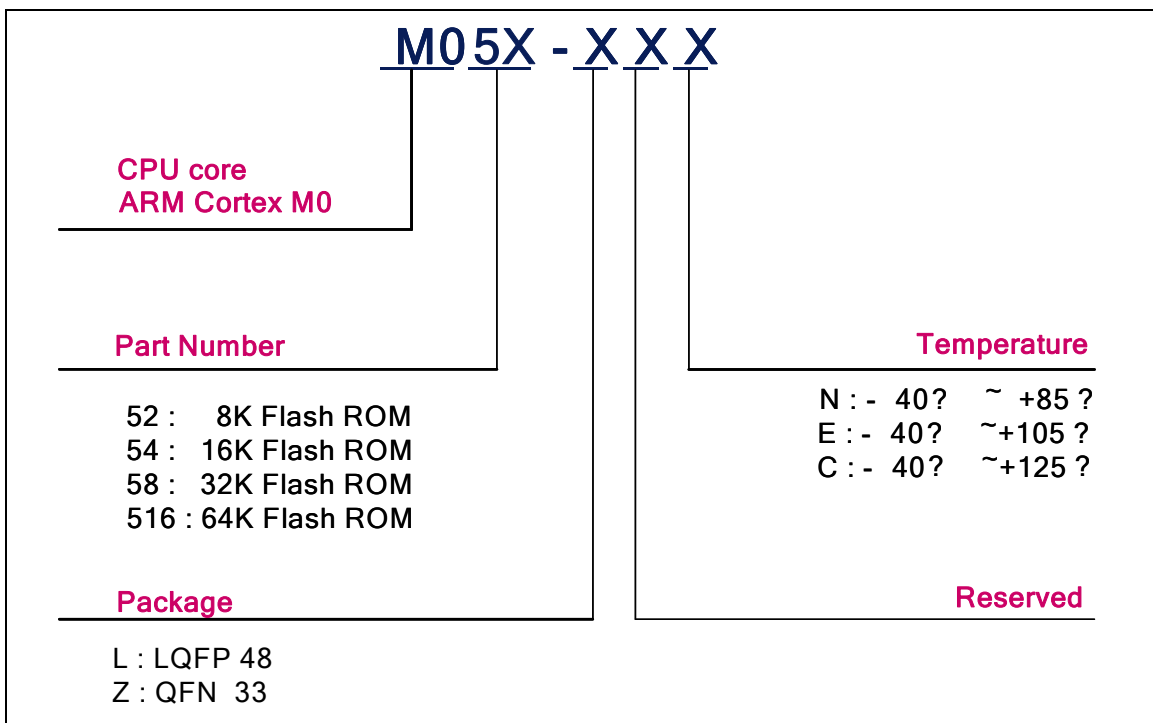 M05X - X X X
CPU core
ARM Cortex M0
Part Number
52 : 8K Flash ROM
54 : 16K Flash ROM
58 : 32K Flash ROM
516 : 64K Flash ROM
Package
L : LQFP 48
Z : QFN 33
Temperature
N : - 40? ~ +85 ?
E : - 40? ~+105 ?
C : - 40? ~+125 ?
Reserved